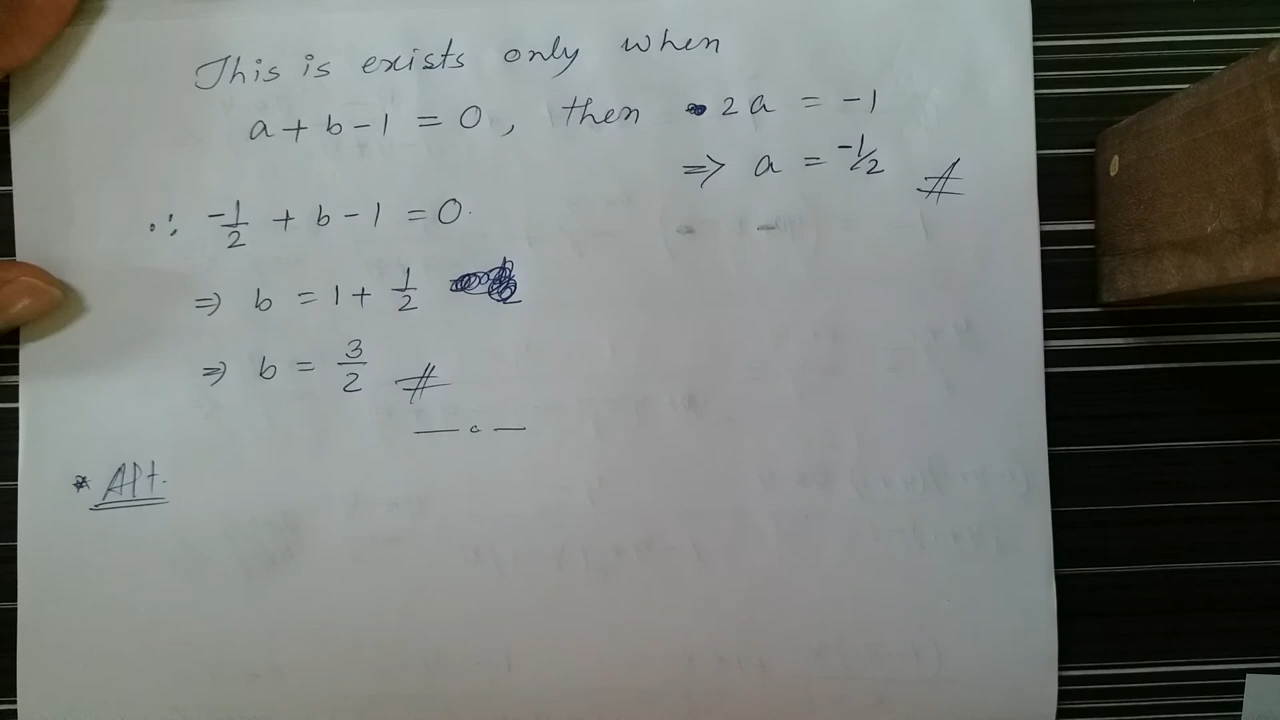 This is exists only when
a + b - 1 = 0, then 2a = -1
⇒ a = -1/2 #
∴ -1/2 + b - 1 = 0.
⇒ b = 1 + 1/2
⇒ b = 3/2 #
* Alt.